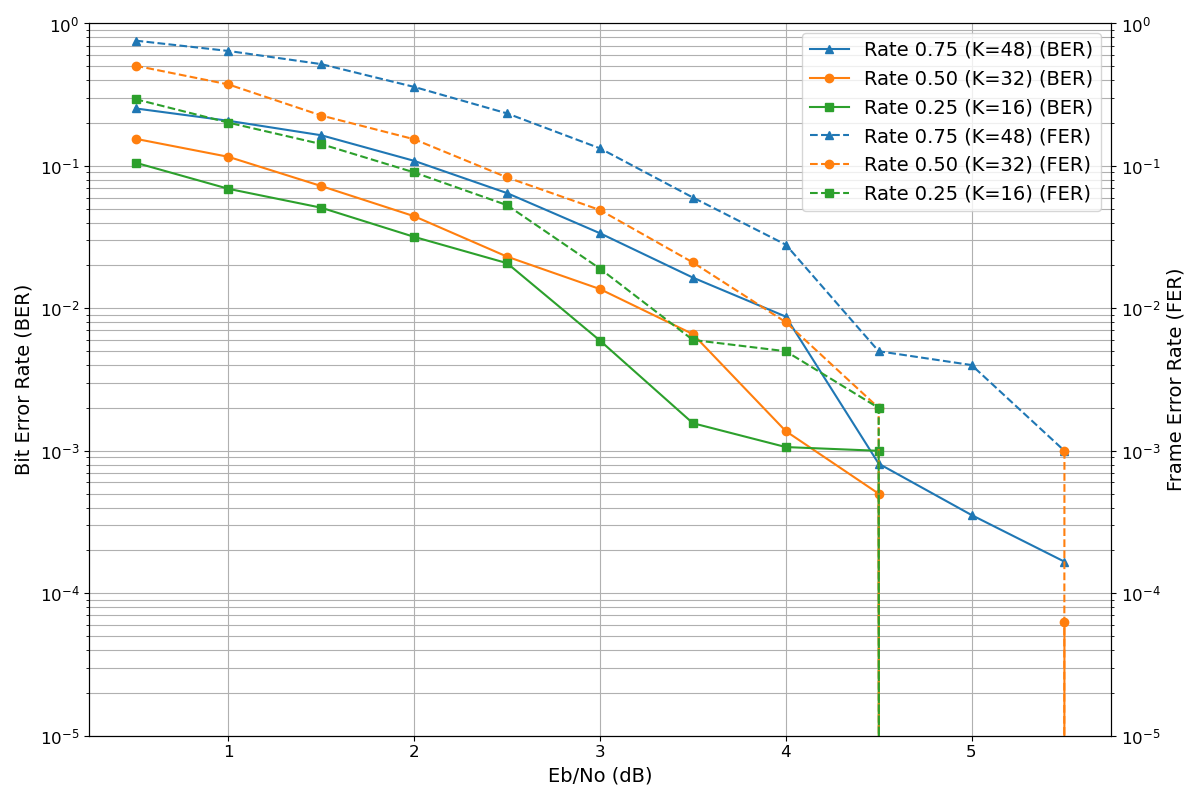 Rate 0.75 (K=48) (BER)
Rate 0.50 (K=32) (BER)
Rate 0.25 (K=16) (BER)
Rate 0.75 (K=48) (FER)
Rate 0.50 (K=32) (FER)
Rate 0.25 (K=16) (FER)
Bit Error Rate (BER)
10⁰
10⁻¹
10⁻²
10⁻³
10⁻⁴
10⁻⁵
1 2 3 4 5
Eb/No (dB)
10⁰
10⁻¹
10⁻²
10⁻³
10⁻⁴
10⁻⁵
Frame Error Rate (FER)